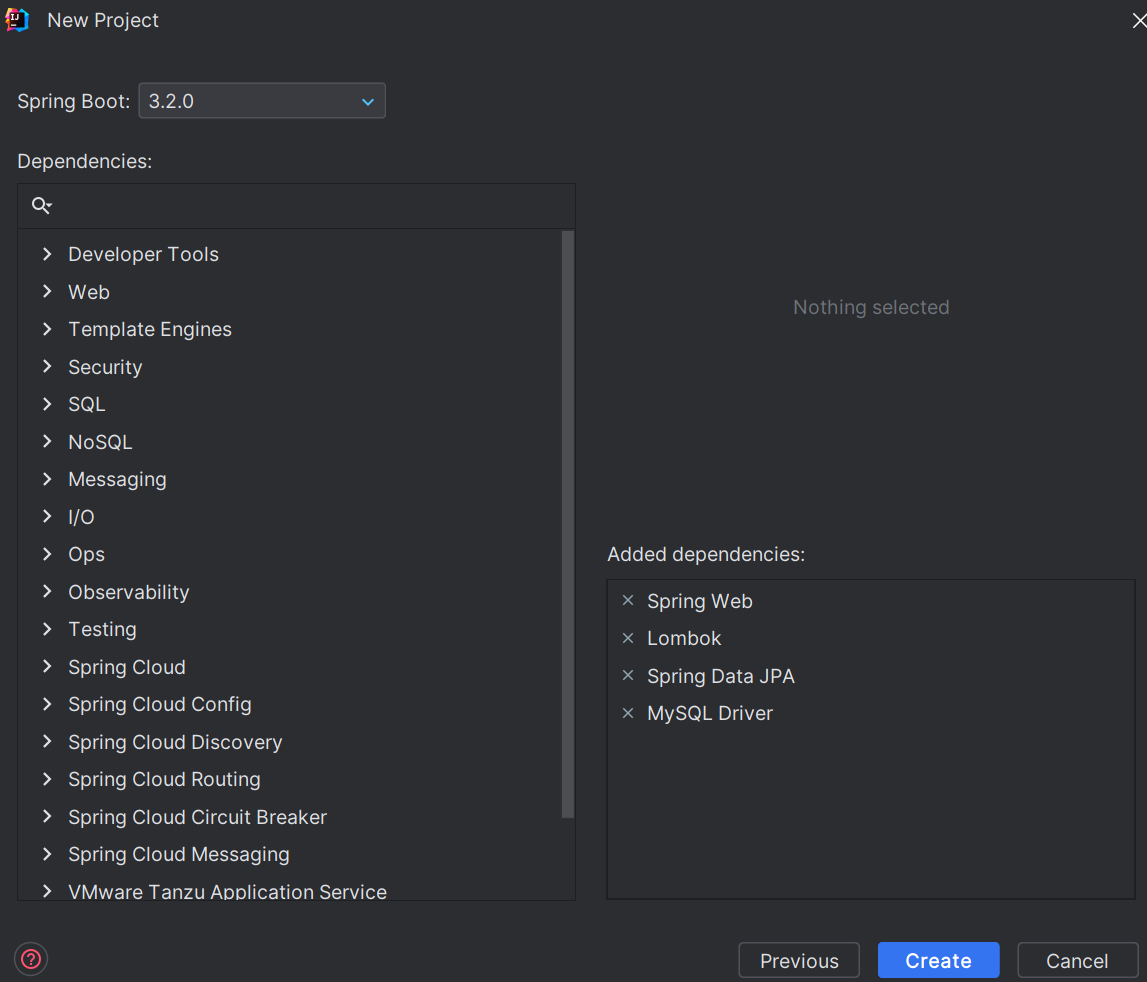 New Project
Spring Boot: 3.2.0
Dependencies:
Developer Tools
Web
Template Engines
Security
SQL
NoSQL
Messaging
I/O
Ops
Observability
Testing
Spring Cloud
Spring Cloud Config
Spring Cloud Discovery
Spring Cloud Routing
Spring Cloud Circuit Breaker
Spring Cloud Messaging
VMware Tanzu Application Service
Nothing selected
Added dependencies:
Spring Web
Lombok
Spring Data JPA
MySQL Driver
Previous
Create
Cancel